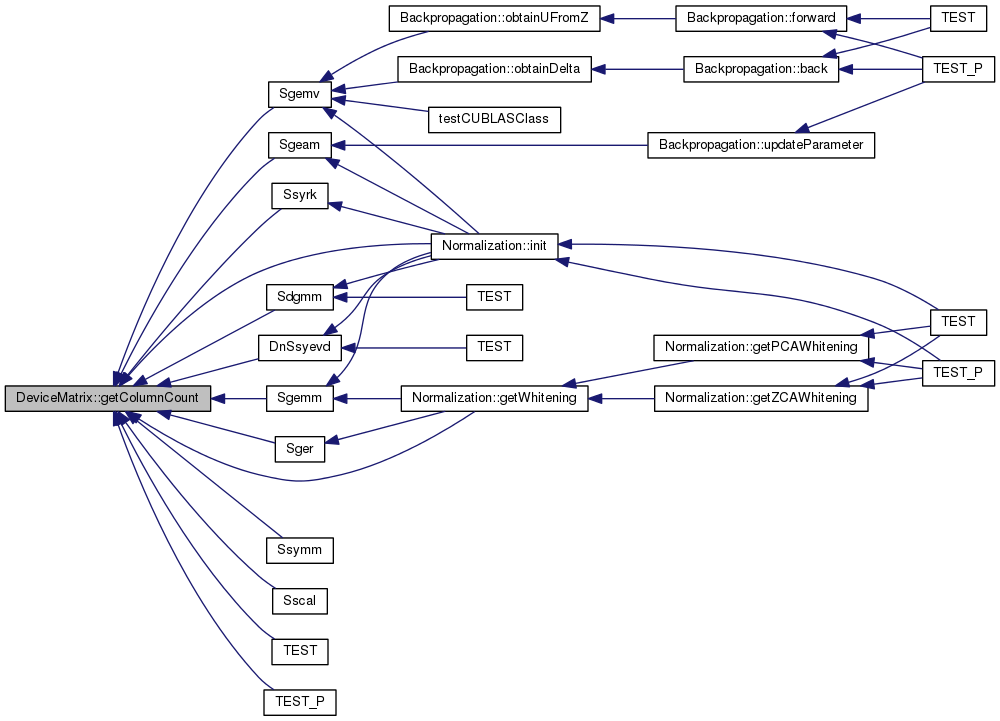 Backpropagation::obtainUFromZ
Backpropagation::forward
TEST
Backpropagation::obtainDelta
Backpropagation::back
TEST_P
Sgemv
testCUBLASClass
Sgeam
Backpropagation::updateParameter
Ssyrk
Normalization::init
Sdgmm
TEST
TEST
DnSsyevd
TEST
Normalization::getPCAWhitening
TEST_P
DeviceMatrix::getColumnCount
Sgemm
Normalization::getWhitening
Normalization::getZCAWhitening
Sger
Ssymm
Sscal
TEST
TEST_P